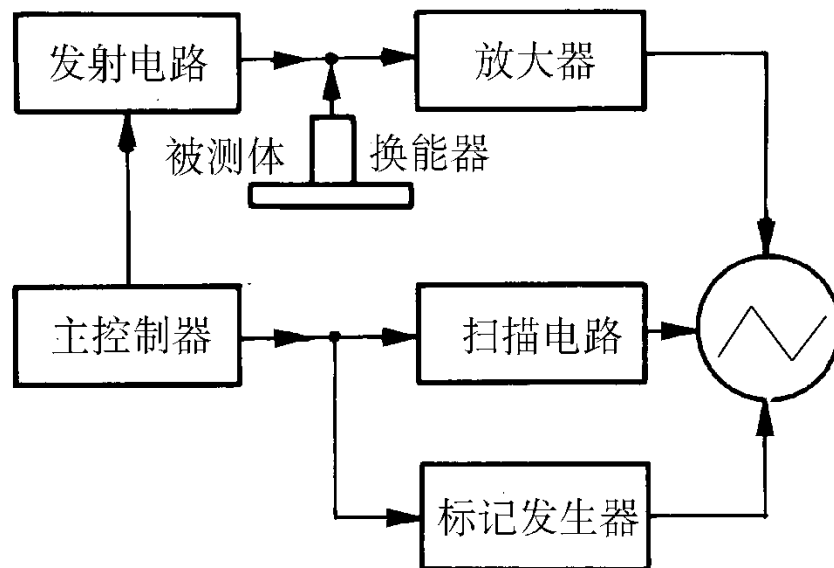 发射电路
放大器
被测体
换能器
主控制器
扫描电路
标记发生器